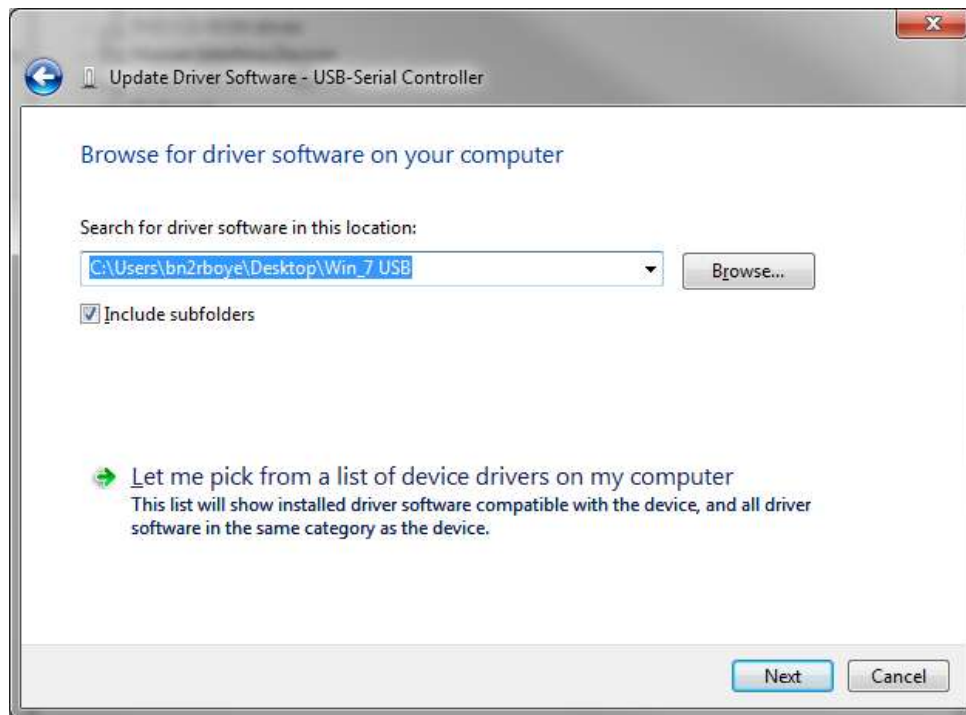 Update Driver Software - USB-Serial Controller
Browse for driver software on your computer
Search for driver software in this location:
C:\Users\bn2rboye\Desktop\Win_7 USB
Browse...
Include subfolders
Let me pick from a list of device drivers on my computer
This list will show installed driver software compatible with the device, and all driver
software in the same category as the device.
Next
Cancel